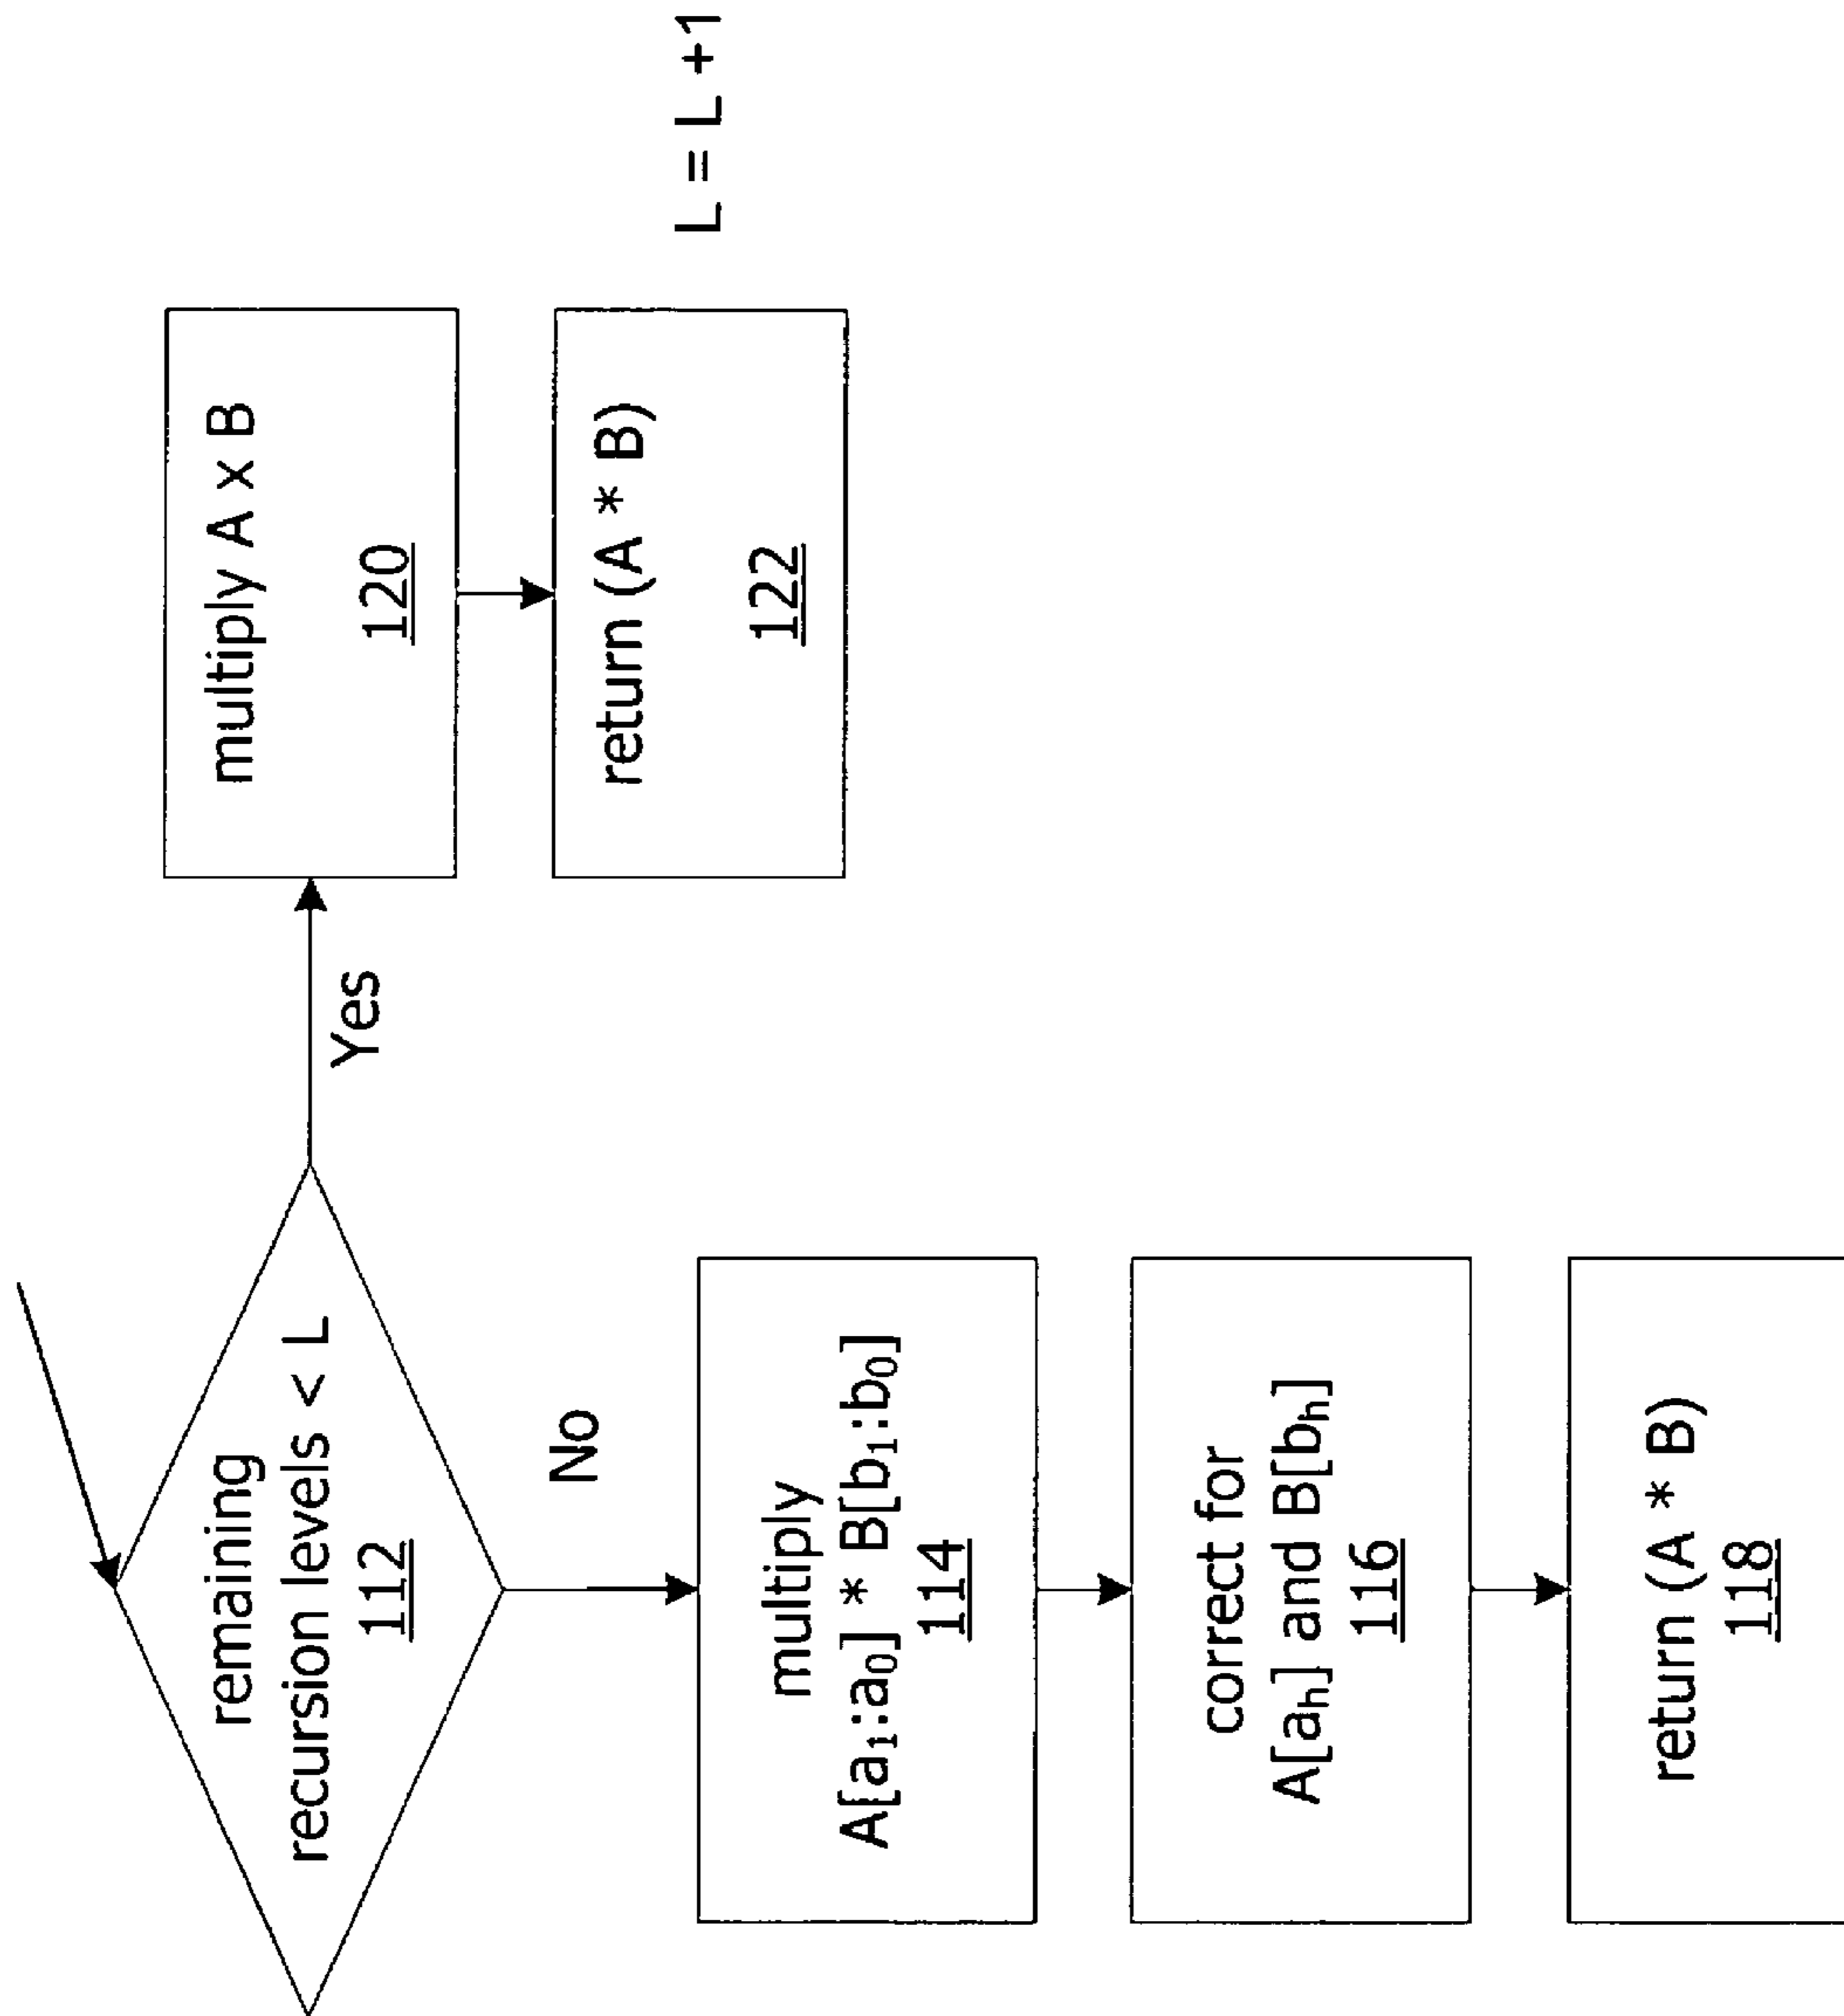 remaining
recursion levels < L
112
Yes
No
multiply A x B
120
return (A * B)
122
L = L +1
multiply
A[a₁:a₀] * B[b₁:b₀]
114
correct for
A[aₕ] and B[bₕ]
116
return (A * B)
118